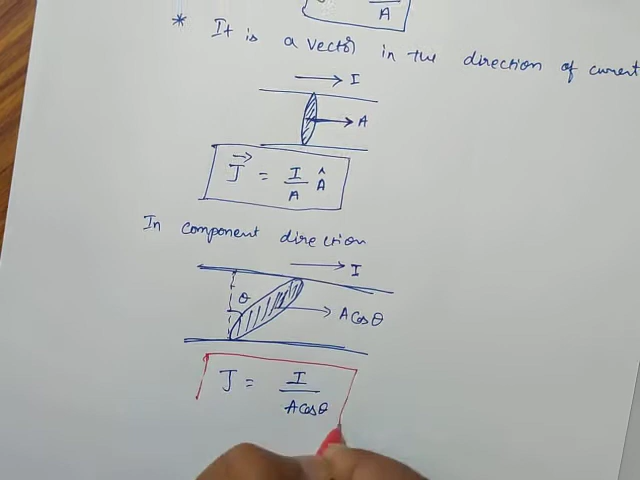 A
* It is a vector in the direction of current
→ I
→ A
J⃗ = I/A Â
In component direction
→ I
θ
→ A cos θ
J = I/A cos θ